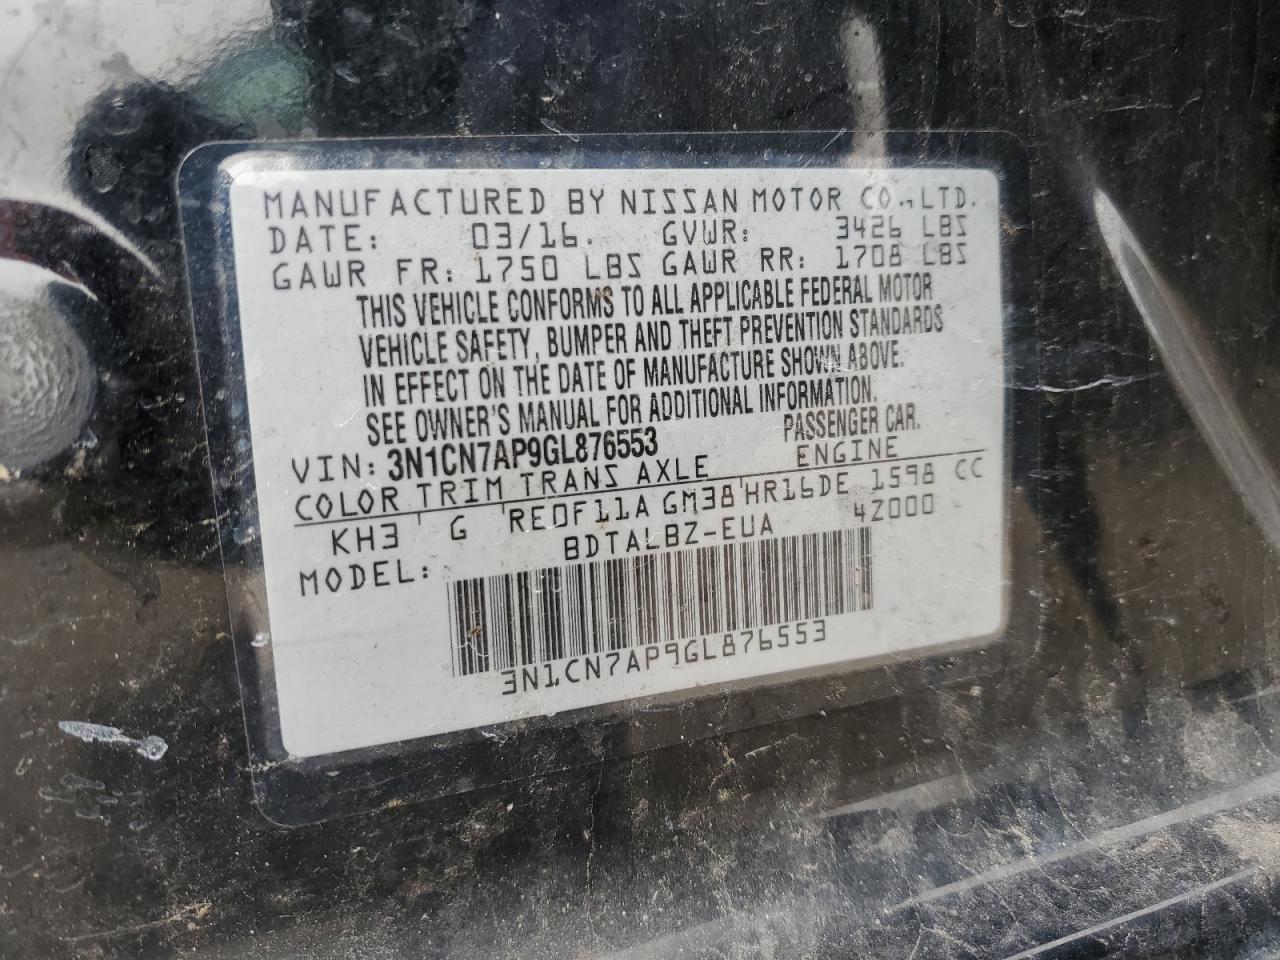 MANUFACTURED BY NISSAN MOTOR CO., LTD.
DATE: 03/16. GVWR: 3426 LBS
GAWR FR: 1750 LBS GAWR RR: 1708 LBS
THIS VEHICLE CONFORMS TO ALL APPLICABLE FEDERAL MOTOR
VEHICLE SAFETY, BUMPER AND THEFT PREVENTION STANDARDS
IN EFFECT ON THE DATE OF MANUFACTURE SHOWN ABOVE.
SEE OWNER'S MANUAL FOR ADDITIONAL INFORMATION.
VIN: 3N1CN7AP9GL876553 PASSENGER CAR.
COLOR TRIM TRANS AXLE ENGINE
KH3 G RE0F11A GM38 HR16DE 1598 CC
MODEL: BDTALBZ-EUA 42000
3N1CN7AP9GL876553